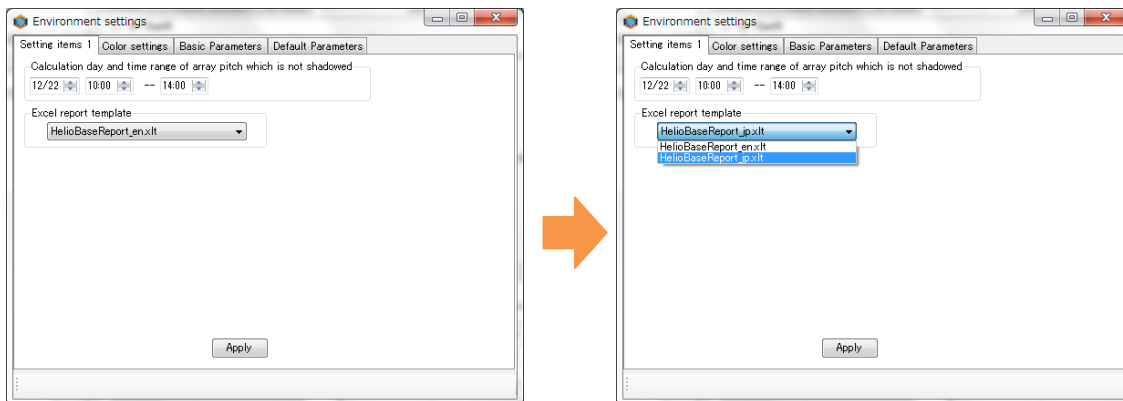 Environment settings
Setting items 1 Color settings Basic Parameters Default Parameters
Calculation day and time range of array pitch which is not shadowed
12/22 10:00 -- 14:00
Excel report template
HelioBaseReport_en.xlt
Apply
Environment settings
Setting items 1 Color settings Basic Parameters Default Parameters
Calculation day and time range of array pitch which is not shadowed
12/22 10:00 -- 14:00
Excel report template
HelioBaseReport_jp.xlt
HelioBaseReport_en.xlt
HelioBaseReport_jp.xlt
Apply